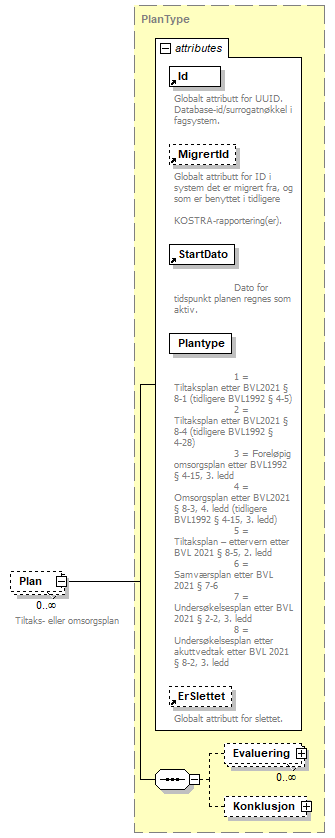 PlanType
attributes
Id
Globalt attributt for UUID.
Database-id/surrogatnøkkel i
fagsystem.
MigrertId
Globalt attributt for ID i
system det er migrert fra, og
som er benyttet i tidligere
KOSTRA-rapportering(er).
StartDato
Dato for
tidspunkt planen regnes som
aktiv.
Plantype
1 =
Tiltaksplan etter BVL2021 §
8-1 (tidligere BVL1992 § 4-5)
2 =
Tiltaksplan etter BVL2021 §
8-4 (tidligere BVL1992 §
4-28)
3 = Foreløpig
omsorgsplan etter BVL1992
§ 4-15, 3. ledd
4 =
Omsorgsplan etter BVL2021
§ 8-3, 4. ledd (tidligere
BVL1992 § 4-15, 3. ledd)
5 =
Tiltaksplan – ettervern etter
BVL 2021 § 8-5, 2. ledd
6 =
Samværsplan etter BVL
2021 § 7-6
7 =
Undersøkelsesplan etter BVL
2021 § 2-2, 3. ledd
8 =
Undersøkelsesplan etter
akuttvedtak etter BVL 2021
§ 8-2, 3. ledd
ErSlettet
Globalt attributt for slettet.
Plan
0..∞
Tiltaks- eller omsorgsplan
Evaluering
0..∞
Konklusjon